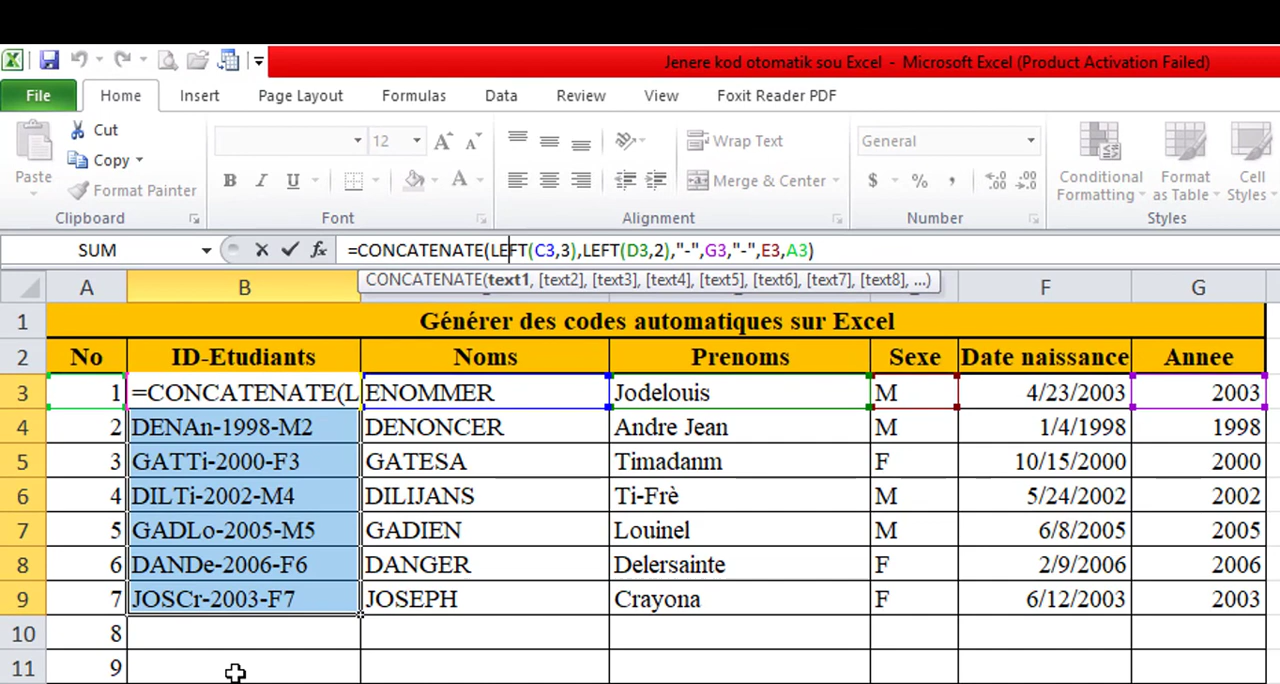 Jenere kod otomatik sou Excel - Microsoft Excel (Product Activation Failed)
File Home Insert Page Layout Formulas Data Review View Foxit Reader PDF
Paste Cut Copy Format Painter
Clipboard
12
B I U
Font
Wrap Text
Merge & Center
Alignment
General
$ % ,
Number
Conditional Formatting Format as Table Cell Styles
Styles
SUM fx =CONCATENATE(LEFT(C3,3),LEFT(D3,2),"-",G3,"-",E3,A3)
CONCATENATE(text1, [text2], [text3], [text4], [text5], [text6], [text7], [text8], ...)
A B F G
1 Générer des codes automatiques sur Excel
2 No ID-Etudiants Noms Prenoms Sexe Date naissance Annee
3 1 =CONCATENATE(L ENOMMER Jodelouis M 4/23/2003 2003
4 2 DENAn-1998-M2 DENONCER Andre Jean M 1/4/1998 1998
5 3 GATTi-2000-F3 GATESA Timadanm F 10/15/2000 2000
6 4 DILTi-2002-M4 DILIJANS Ti-Frè M 5/24/2002 2002
7 5 GADLo-2005-M5 GADIEN Louinel M 6/8/2005 2005
8 6 DANDe-2006-F6 DANGER Delersainte F 2/9/2006 2006
9 7 JOSCr-2003-F7 JOSEPH Crayona F 6/12/2003 2003
10 8
11 9